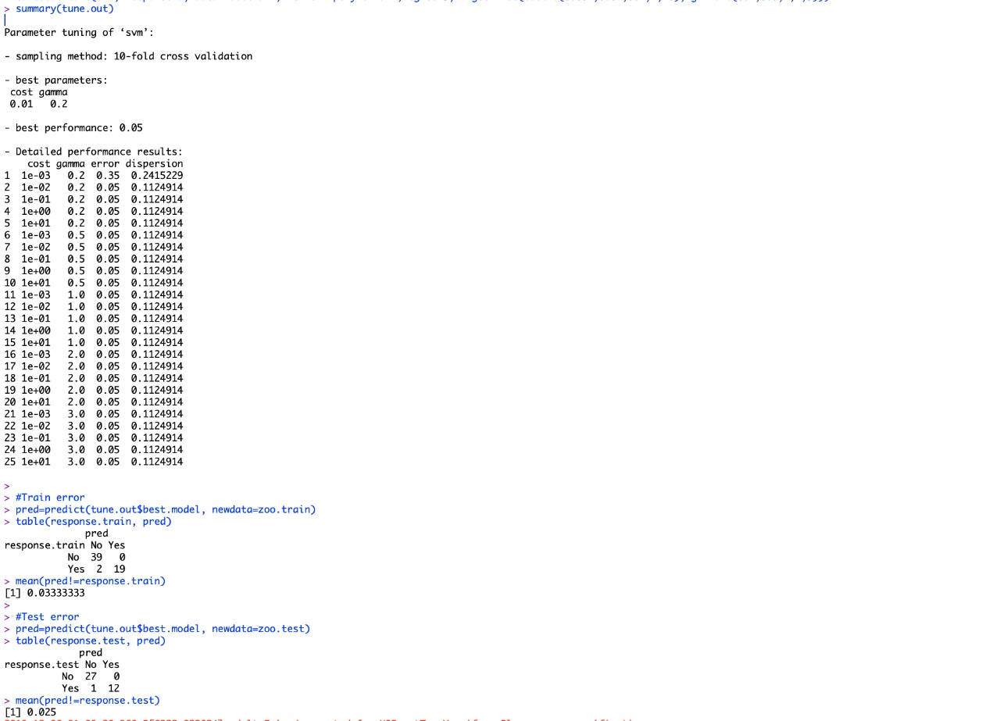 > summary(tune.out)
Parameter tuning of ‘svm’:
- sampling method: 10-fold cross validation
- best parameters:
 cost gamma
 0.01   0.2
- best performance: 0.05
- Detailed performance results:
    cost gamma error dispersion
1  1e-03   0.2  0.35  0.2415229
2  1e-02   0.2  0.05  0.1124914
3  1e-01   0.2  0.05  0.1124914
4  1e+00   0.2  0.05  0.1124914
5  1e+01   0.2  0.05  0.1124914
6  1e-03   0.5  0.05  0.1124914
7  1e-02   0.5  0.05  0.1124914
8  1e-01   0.5  0.05  0.1124914
9  1e+00   0.5  0.05  0.1124914
10 1e+01   0.5  0.05  0.1124914
11 1e-03   1.0  0.05  0.1124914
12 1e-02   1.0  0.05  0.1124914
13 1e-01   1.0  0.05  0.1124914
14 1e+00   1.0  0.05  0.1124914
15 1e+01   1.0  0.05  0.1124914
16 1e-03   2.0  0.05  0.1124914
17 1e-02   2.0  0.05  0.1124914
18 1e-01   2.0  0.05  0.1124914
19 1e+00   2.0  0.05  0.1124914
20 1e+01   2.0  0.05  0.1124914
21 1e-03   3.0  0.05  0.1124914
22 1e-02   3.0  0.05  0.1124914
23 1e-01   3.0  0.05  0.1124914
24 1e+00   3.0  0.05  0.1124914
25 1e+01   3.0  0.05  0.1124914
>
> #Train error
> pred=predict(tune.out$best.model, newdata=zoo.train)
> table(response.train, pred)
              pred
response.train No Yes
           No  39   0
           Yes  2  19
> mean(pred!=response.train)
[1] 0.03333333
>
> #Test error
> pred=predict(tune.out$best.model, newdata=zoo.test)
> table(response.test, pred)
             pred
response.test No Yes
          No  27   0
          Yes  1  12
> mean(pred!=response.test)
[1] 0.025